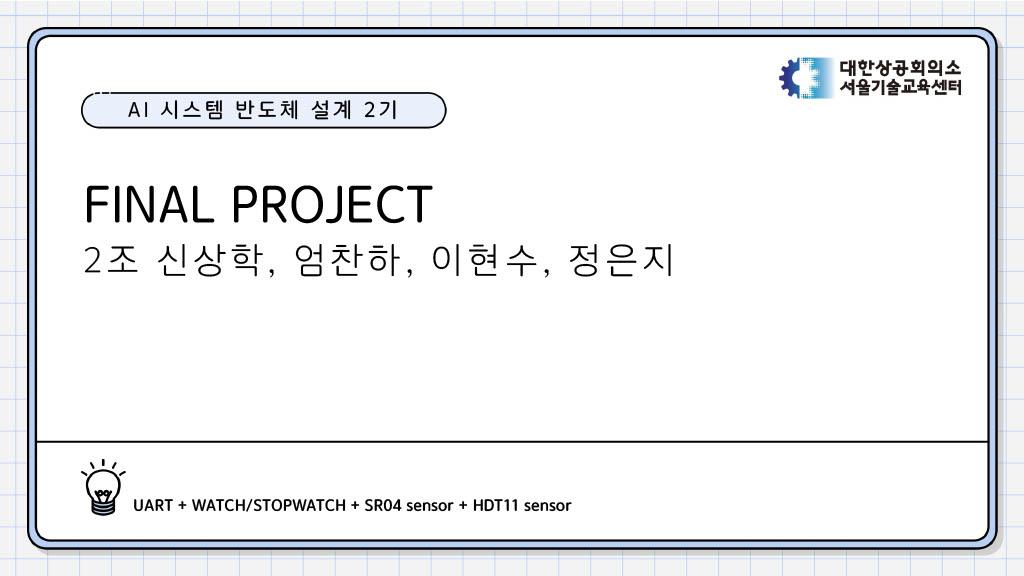 대한상공회의소
서울기술교육센터
AI 시스템 반도체 설계 2기
FINAL PROJECT
2조 신상학, 엄찬하, 이현수, 정은지
UART + WATCH/STOPWATCH + SR04 sensor + HDT11 sensor